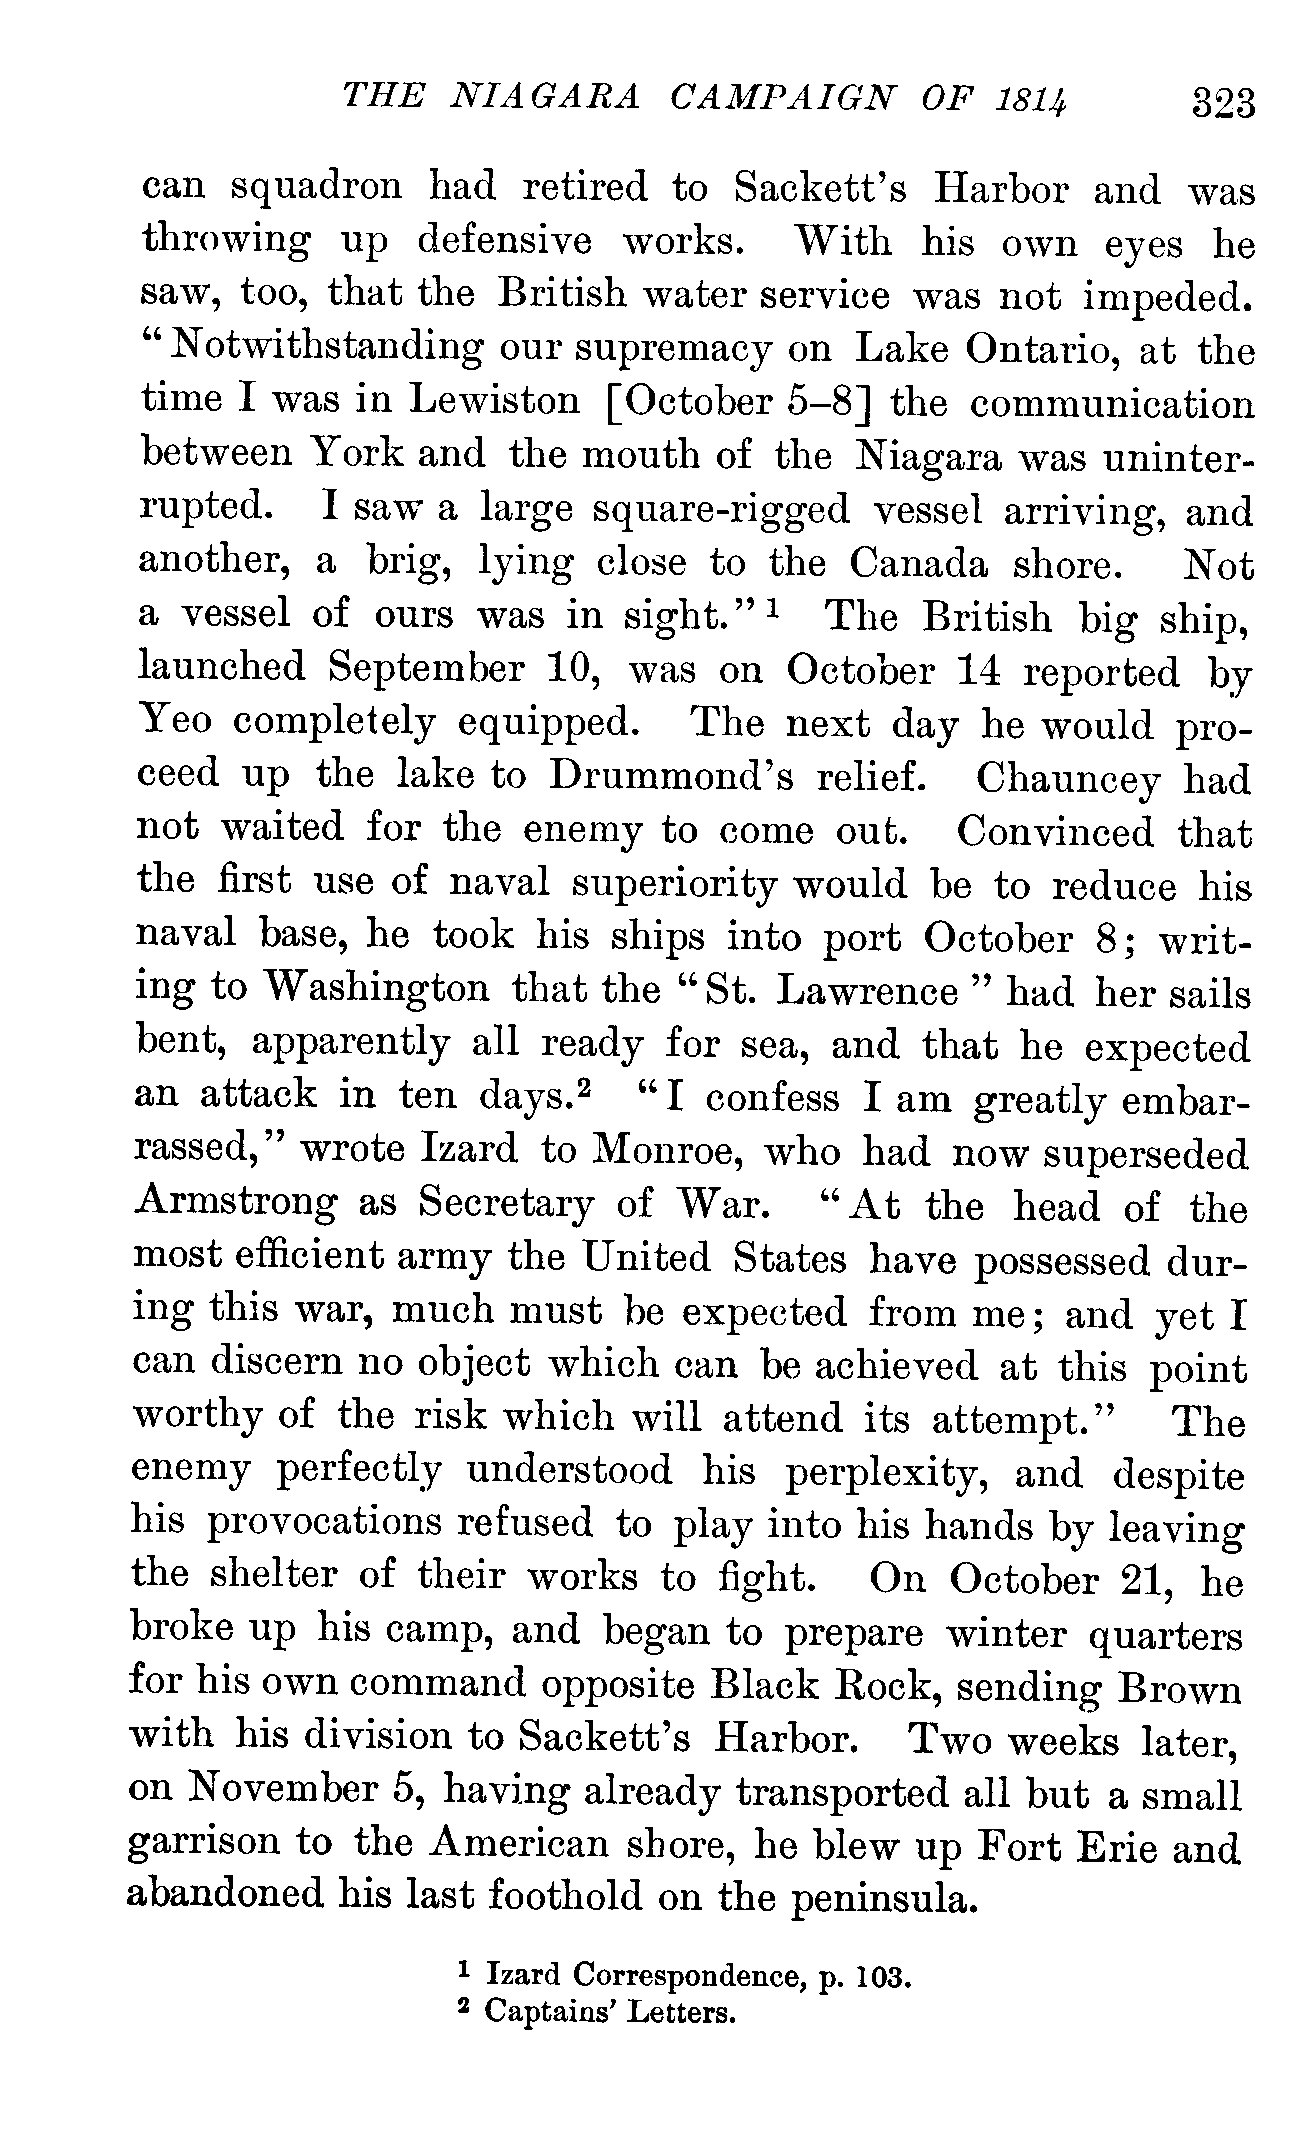 THE NIAGARA CAMPAIGN OF 1814 323
can squadron had retired to Sackett's Harbor and was
throwing up defensive works. With his own eyes he
saw, too, that the British water service was not impeded.
“Notwithstanding our supremacy on Lake Ontario, at the
time I was in Lewiston [October 5–8] the communication
between York and the mouth of the Niagara was uninter-
rupted. I saw a large square-rigged vessel arriving, and
another, a brig, lying close to the Canada shore. Not
a vessel of ours was in sight.” ¹ The British big ship,
launched September 10, was on October 14 reported by
Yeo completely equipped. The next day he would pro-
ceed up the lake to Drummond's relief. Chauncey had
not waited for the enemy to come out. Convinced that
the first use of naval superiority would be to reduce his
naval base, he took his ships into port October 8; writ-
ing to Washington that the “St. Lawrence” had her sails
bent, apparently all ready for sea, and that he expected
an attack in ten days.² “I confess I am greatly embar-
rassed,” wrote Izard to Monroe, who had now superseded
Armstrong as Secretary of War. “At the head of the
most efficient army the United States have possessed dur-
ing this war, much must be expected from me; and yet I
can discern no object which can be achieved at this point
worthy of the risk which will attend its attempt.” The
enemy perfectly understood his perplexity, and despite
his provocations refused to play into his hands by leaving
the shelter of their works to fight. On October 21, he
broke up his camp, and began to prepare winter quarters
for his own command opposite Black Rock, sending Brown
with his division to Sackett's Harbor. Two weeks later,
on November 5, having already transported all but a small
garrison to the American shore, he blew up Fort Erie and
abandoned his last foothold on the peninsula.
¹ Izard Correspondence, p. 103.
² Captains' Letters.